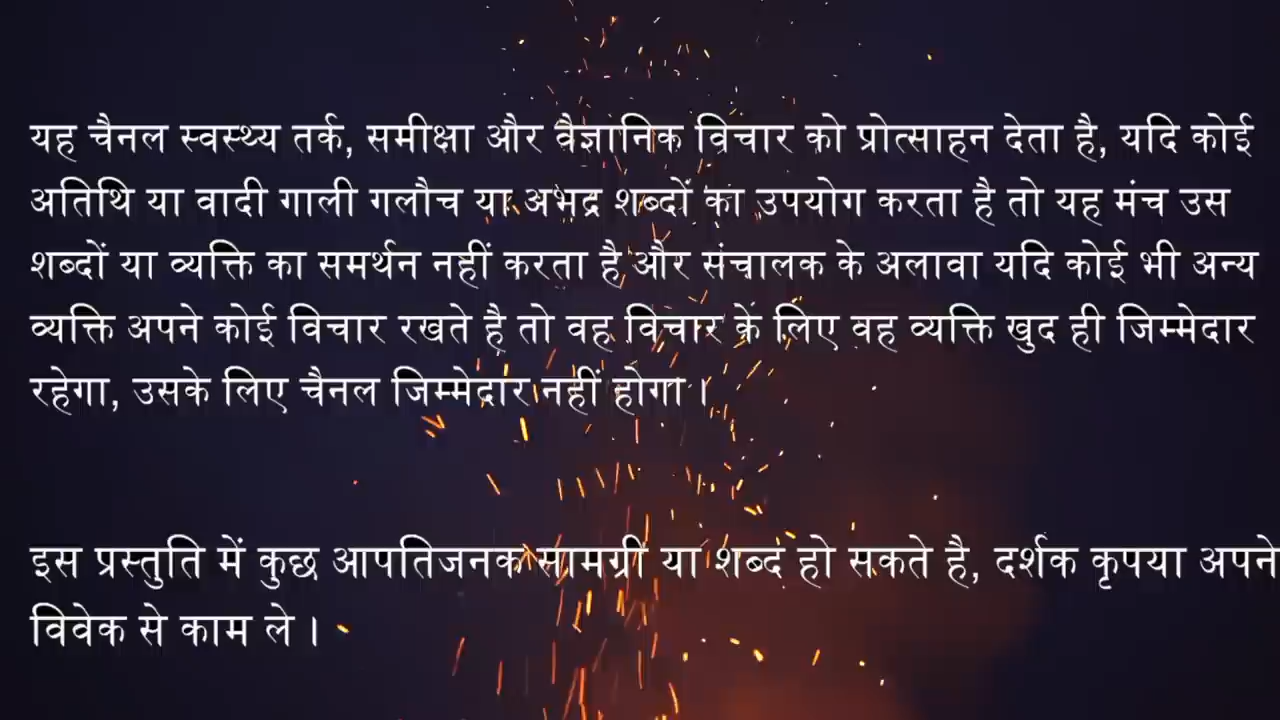 यह चैनल स्वस्थ्य तर्क, समीक्षा और वैज्ञानिक विचार को प्रोत्साहन देता है, यदि कोई
अतिथि या वादी गाली गलौच या अभद्र शब्दों का उपयोग करता है तो यह मंच उस
शब्दों या व्यक्ति का समर्थन नहीं करता है और संचालक के अलावा यदि कोई भी अन्य
व्यक्ति अपने कोई विचार रखते है तो वह विचार के लिए वह व्यक्ति खुद ही जिम्मेदार
रहेगा, उसके लिए चैनल जिम्मेदार नहीं होगा ।
इस प्रस्तुति में कुछ आपतिजनक सामग्री या शब्द हो सकते है, दर्शक कृपया अपने
विवेक से काम ले ।